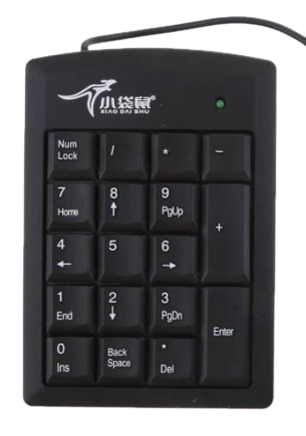 小袋鼠®
XIAO DAI SHU
Num Lock / * −
7 Home 8 ↑ 9 PgUp +
4 ← 5 6 →
1 End 2 ↓ 3 PgDn Enter
0 Ins Back Space • Del